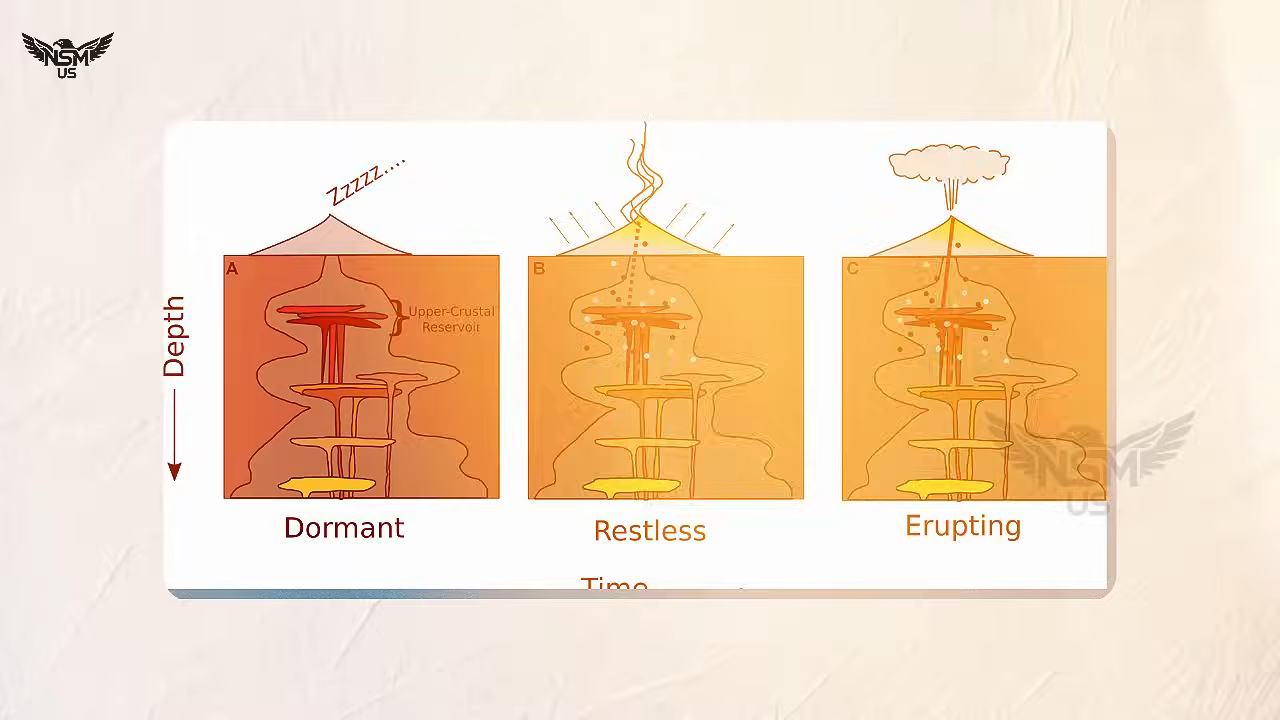 NSM
US
Zzzzz....
A
B
C
Upper-Crustal
Reservoir
Depth
Dormant
Restless
Erupting
Time
NSM
US